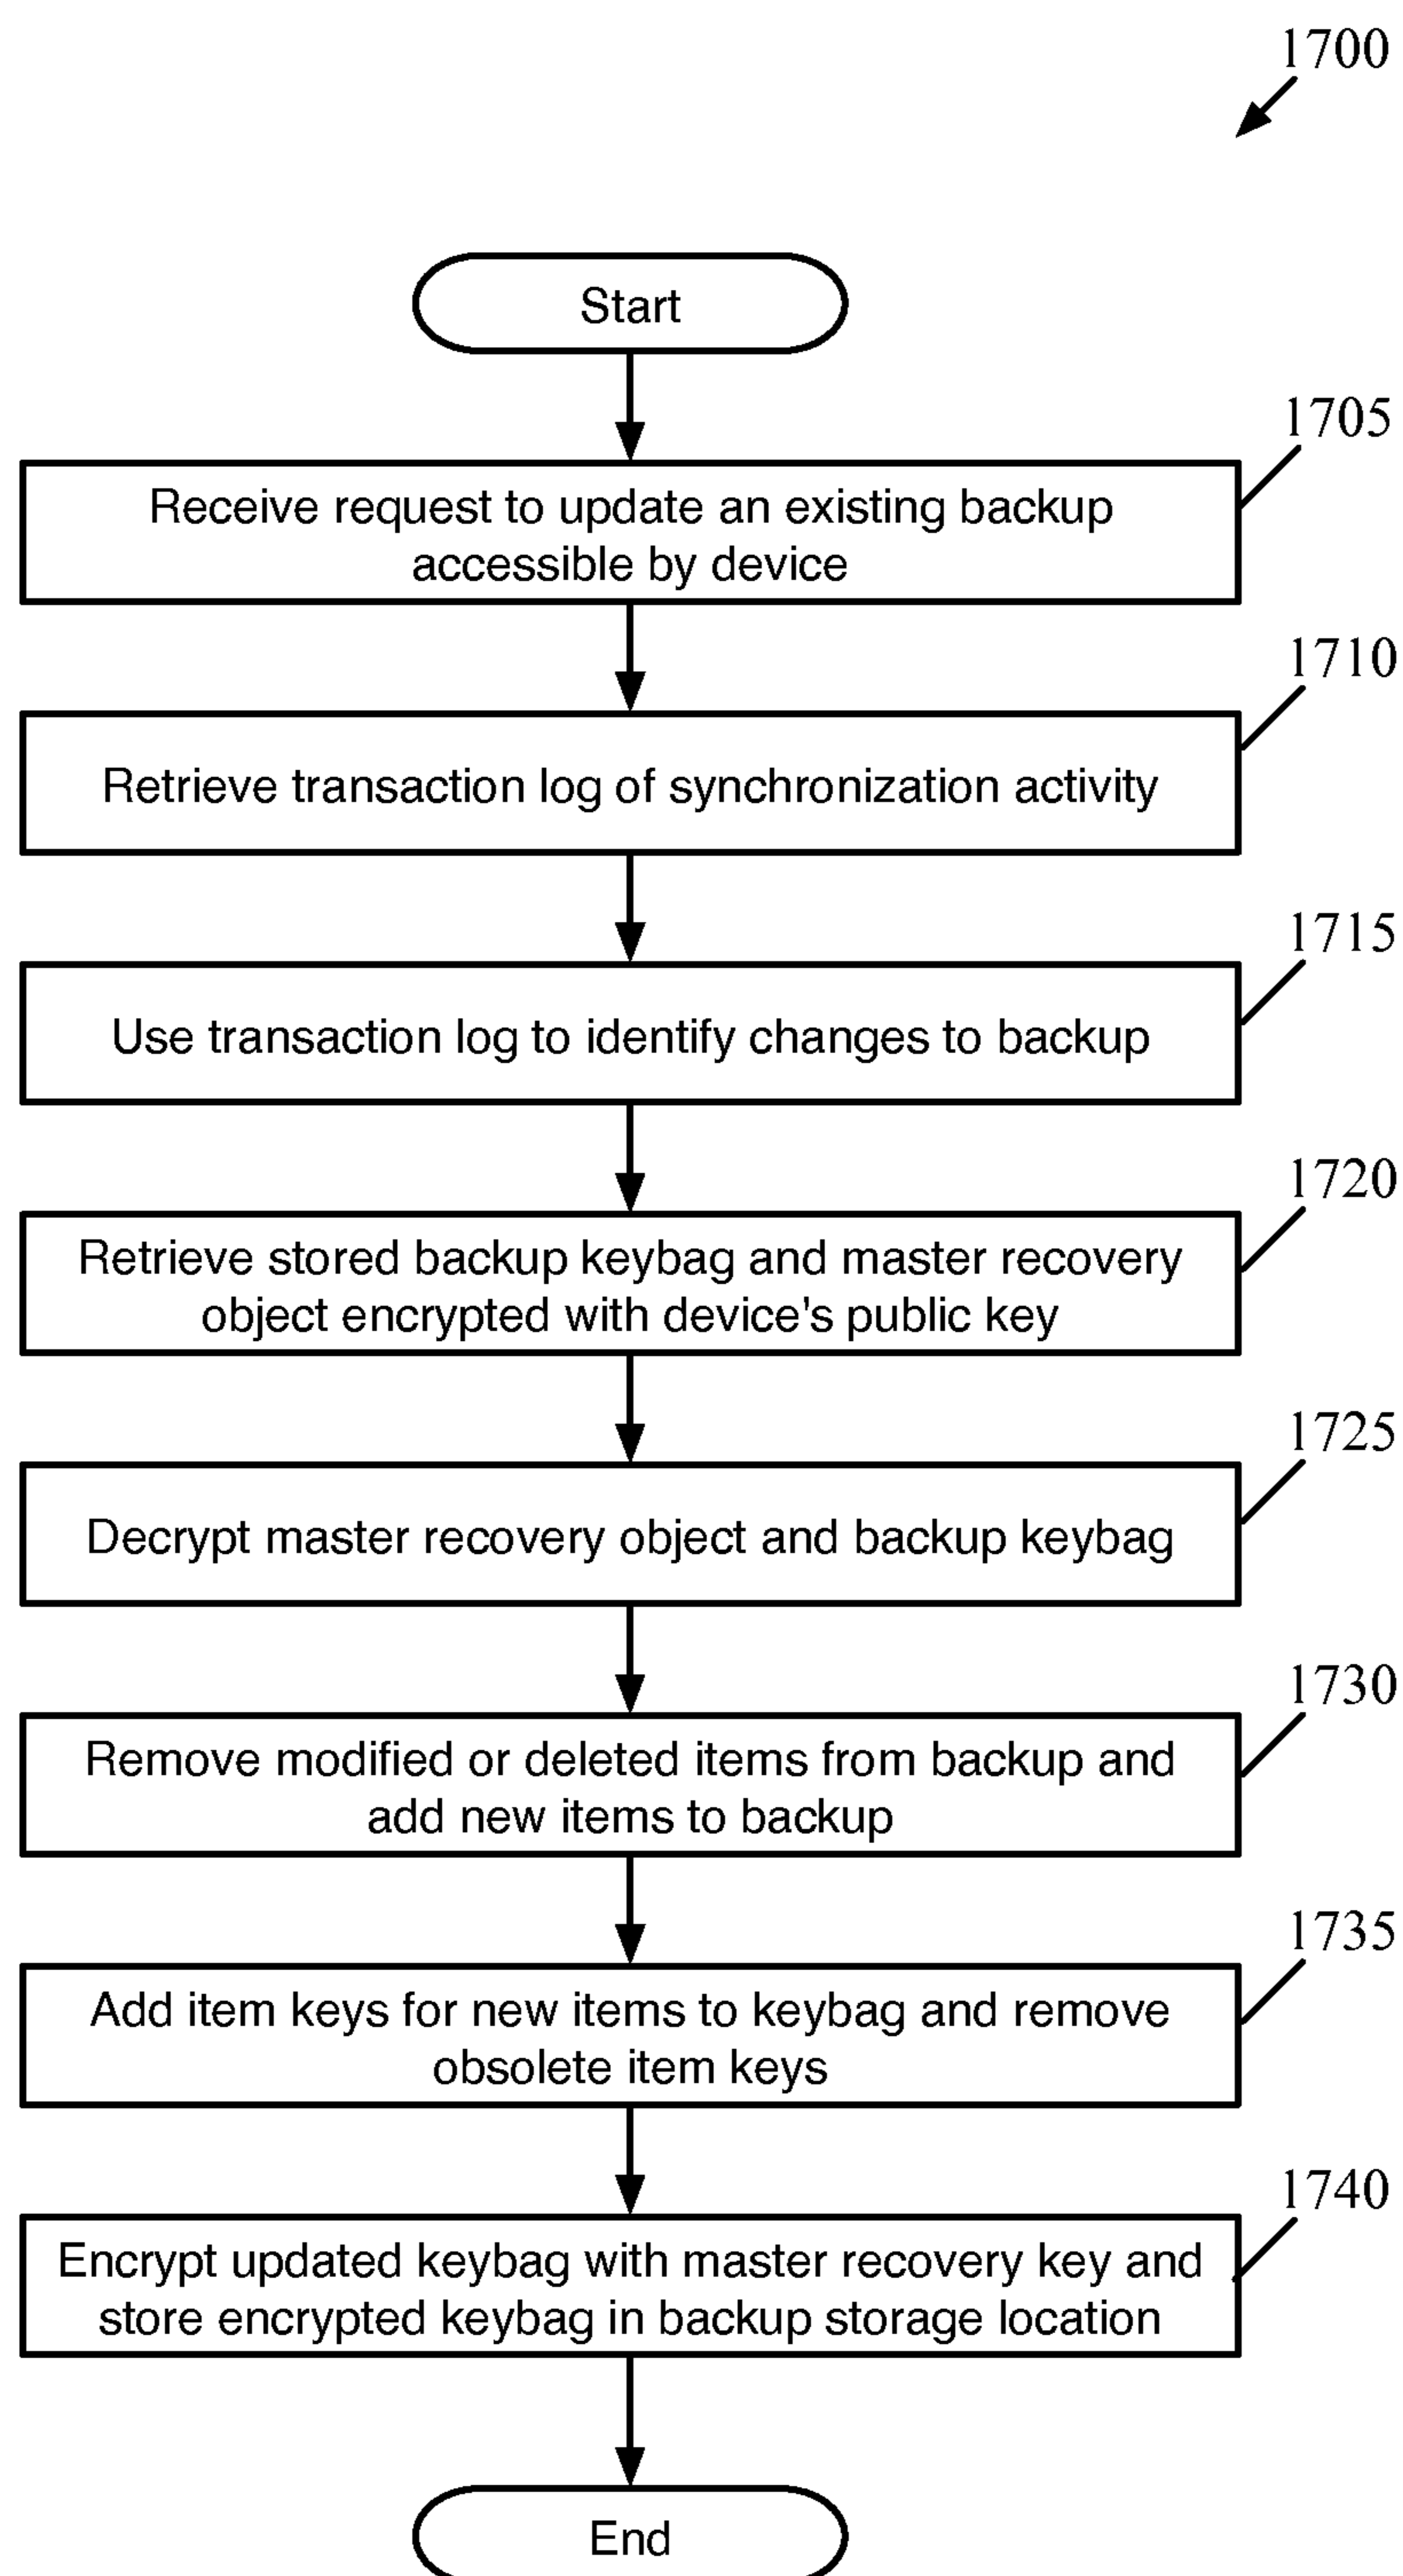 1700
Start
1705
Receive request to update an existing backup
accessible by device
1710
Retrieve transaction log of synchronization activity
1715
Use transaction log to identify changes to backup
1720
Retrieve stored backup keybag and master recovery
object encrypted with device's public key
1725
Decrypt master recovery object and backup keybag
1730
Remove modified or deleted items from backup and
add new items to backup
1735
Add item keys for new items to keybag and remove
obsolete item keys
1740
Encrypt updated keybag with master recovery key and
store encrypted keybag in backup storage location
End